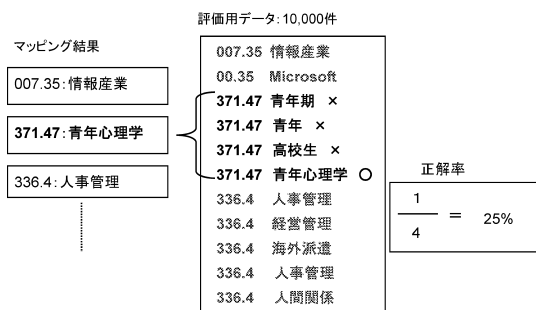 評価用データ: 10,000件
マッピング結果
007.35:情報産業
371.47:青年心理学
336.4:人事管理
007.35 情報産業
00.35 Microsoft
371.47 青年期 ×
371.47 青年 ×
371.47 高校生 ×
371.47 青年心理学 ○
336.4 人事管理
336.4 経営管理
336.4 海外派遣
336.4 人事管理
336.4 人間関係
正解率
1
4
= 25%